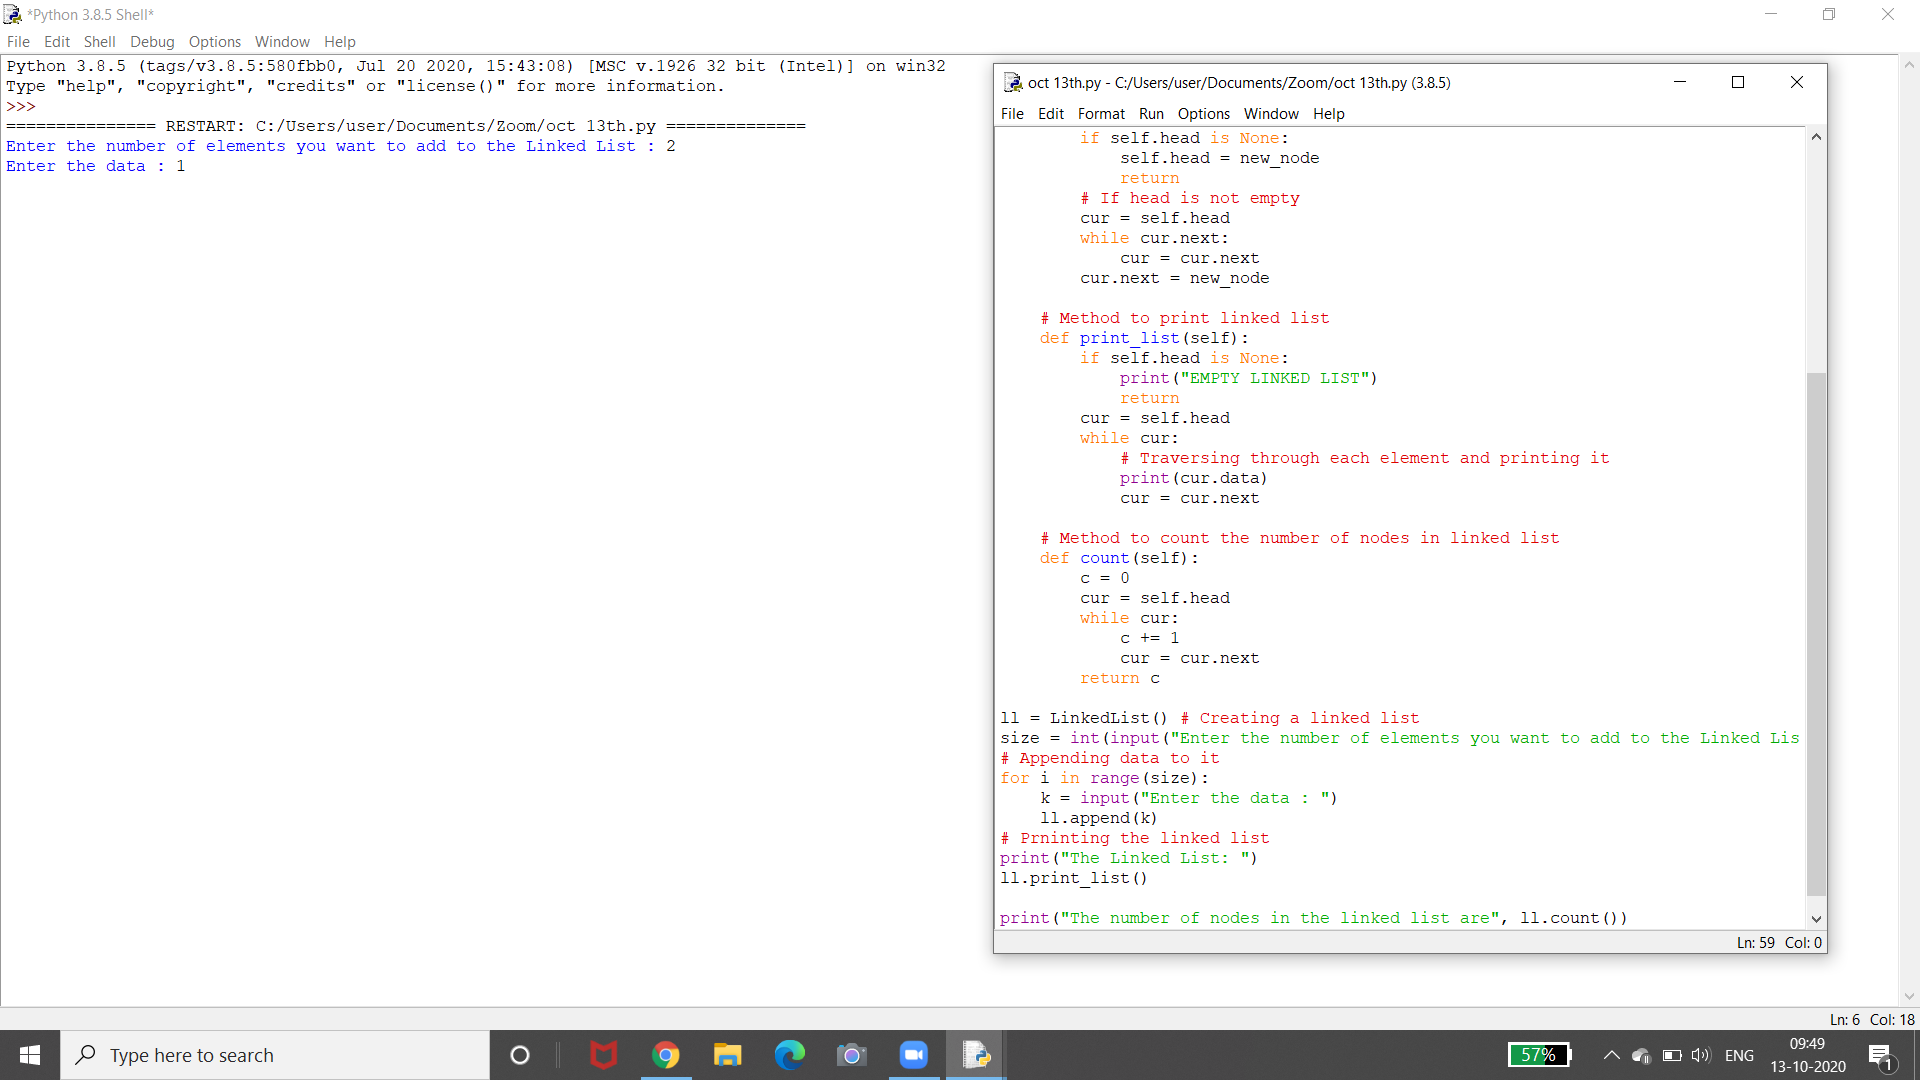 *Python 3.8.5 Shell*
File Edit Shell Debug Options Window Help
Python 3.8.5 (tags/v3.8.5:580fbb0, Jul 20 2020, 15:43:08) [MSC v.1926 32 bit (Intel)] on win32
Type "help", "copyright", "credits" or "license()" for more information.
>>>
=============== RESTART: C:/Users/user/Documents/Zoom/oct 13th.py ==============
Enter the number of elements you want to add to the Linked List : 2
Enter the data : 1
oct 13th.py - C:/Users/user/Documents/Zoom/oct 13th.py (3.8.5)
File Edit Format Run Options Window Help
        if self.head is None:
            self.head = new_node
            return
        # If head is not empty
        cur = self.head
        while cur.next:
            cur = cur.next
        cur.next = new_node
    # Method to print linked list
    def print_list(self):
        if self.head is None:
            print("EMPTY LINKED LIST")
            return
        cur = self.head
        while cur:
            # Traversing through each element and printing it
            print(cur.data)
            cur = cur.next
    # Method to count the number of nodes in linked list
    def count(self):
        c = 0
        cur = self.head
        while cur:
            c += 1
            cur = cur.next
        return c
ll = LinkedList() # Creating a linked list
size = int(input("Enter the number of elements you want to add to the Linked Lis
# Appending data to it
for i in range(size):
    k = input("Enter the data : ")
    ll.append(k)
# Prninting the linked list
print("The Linked List: ")
ll.print_list()
print("The number of nodes in the linked list are", ll.count())
Ln: 59 Col: 0
Ln: 6 Col: 18
Type here to search
57%
ENG
09:49
13-10-2020
1